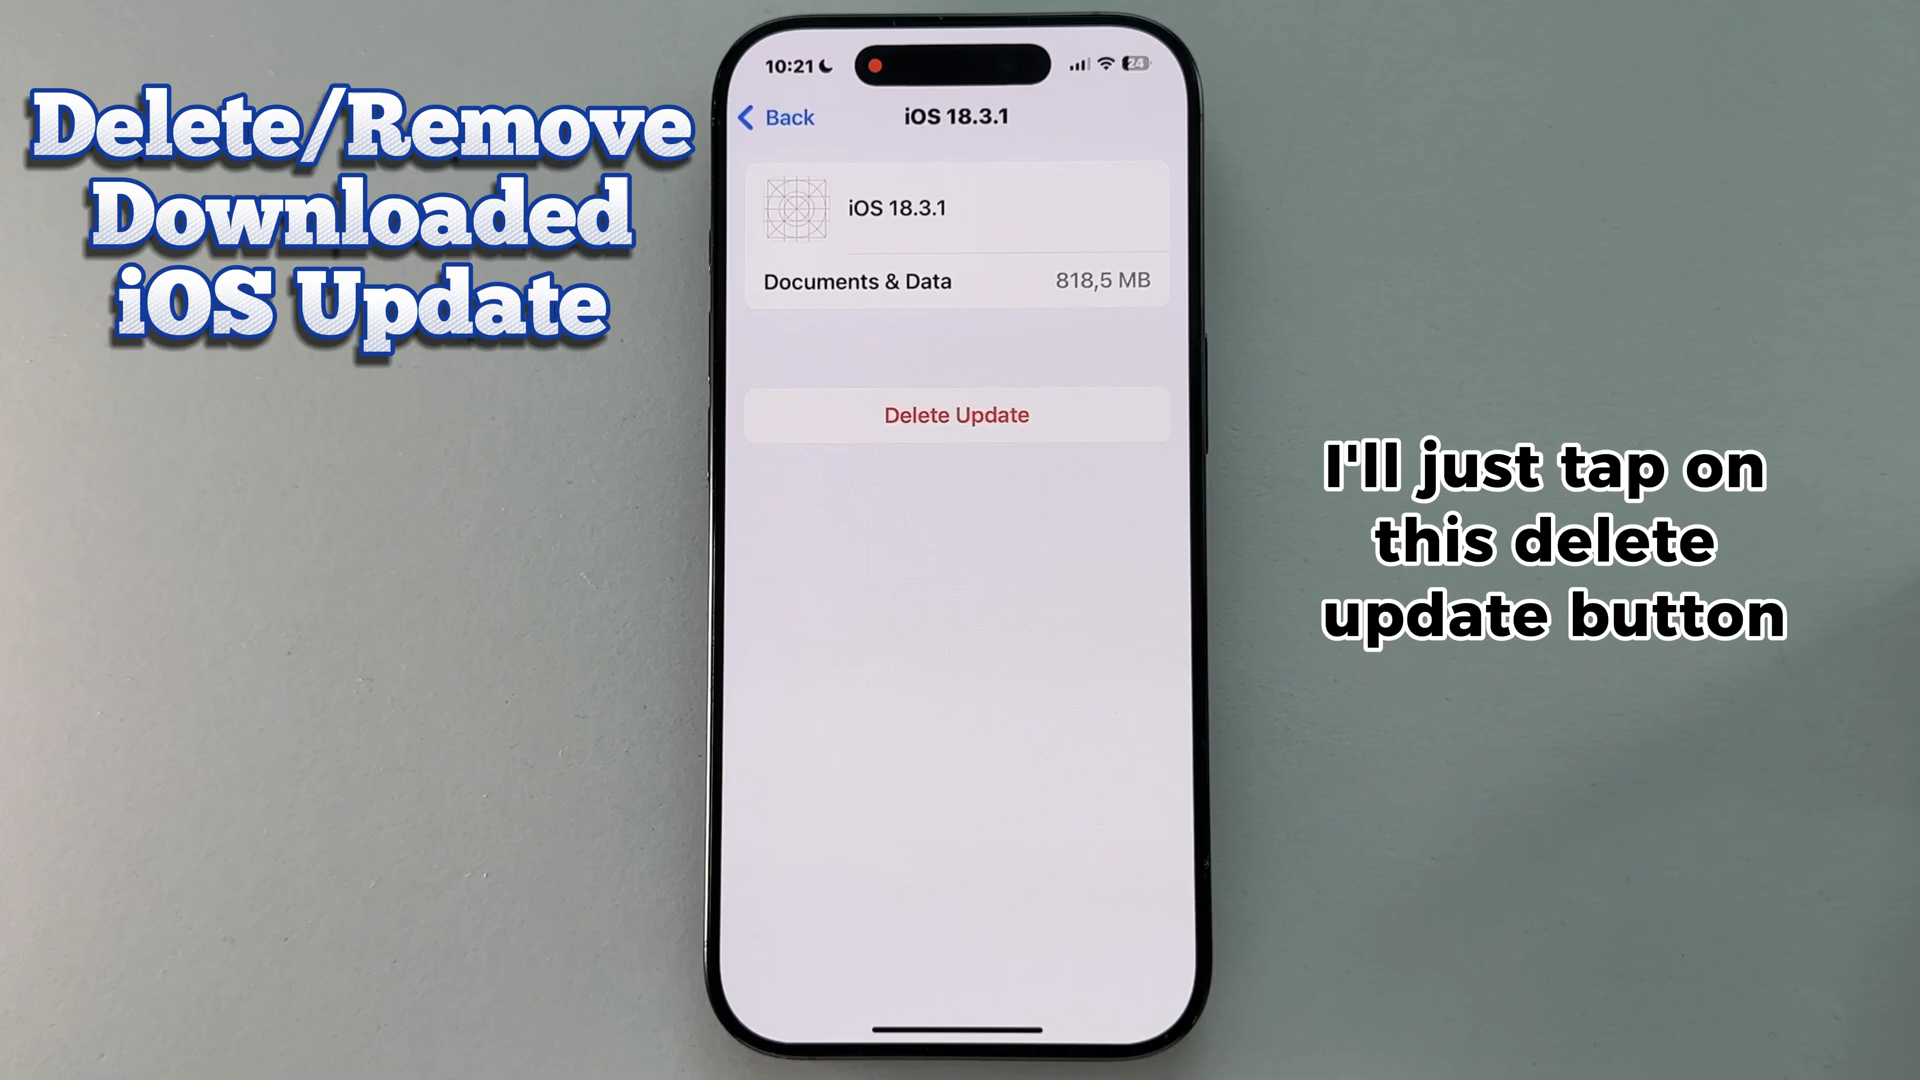 Delete/Remove
Downloaded
iOS Update
10:21
24
Back
iOS 18.3.1
iOS 18.3.1
Documents & Data 818,5 MB
Delete Update
I'll just tap on
this delete
update button